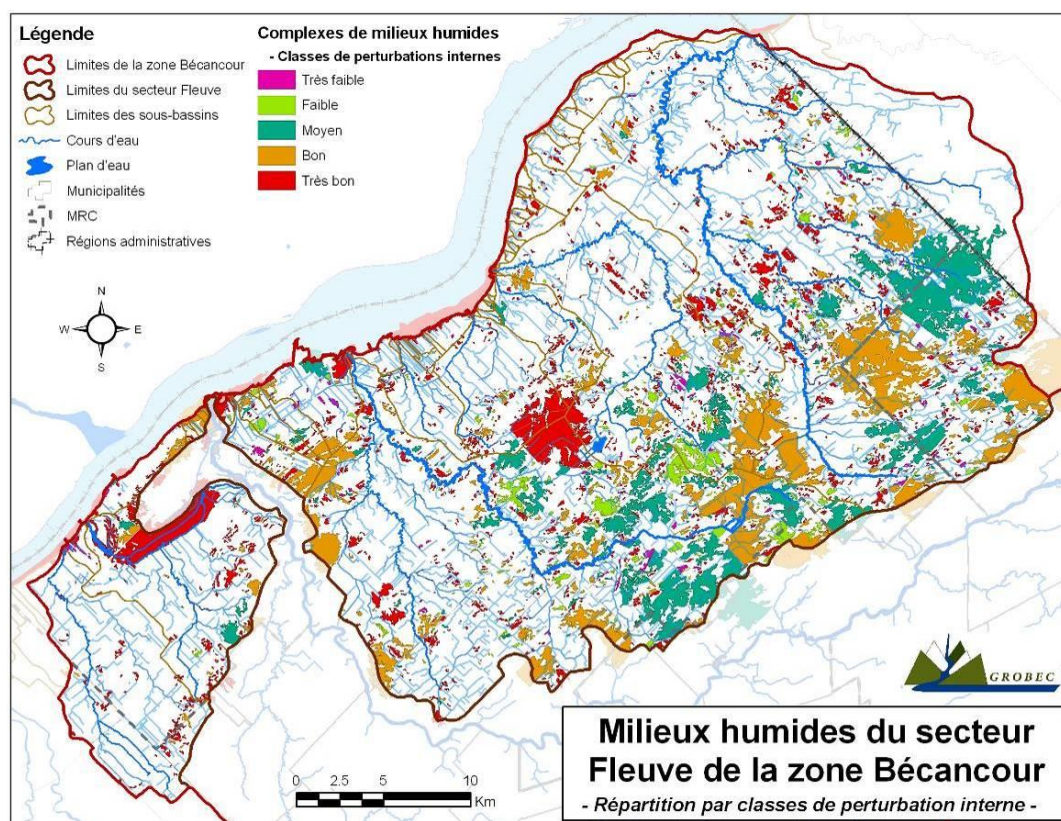 Légende
Limites de la zone Bécancour
Limites du secteur Fleuve
Limites des sous-bassins
Cours d'eau
Plan d'eau
Municipalités
MRC
Régions administratives
Complexes de milieux humides
- Classes de perturbations internes
Très faible
Faible
Moyen
Bon
Très bon
N
W
E
S
GROBEC
0 2.5 5 10
Km
Milieux humides du secteur
Fleuve de la zone Bécancour
- Répartition par classes de perturbation interne -